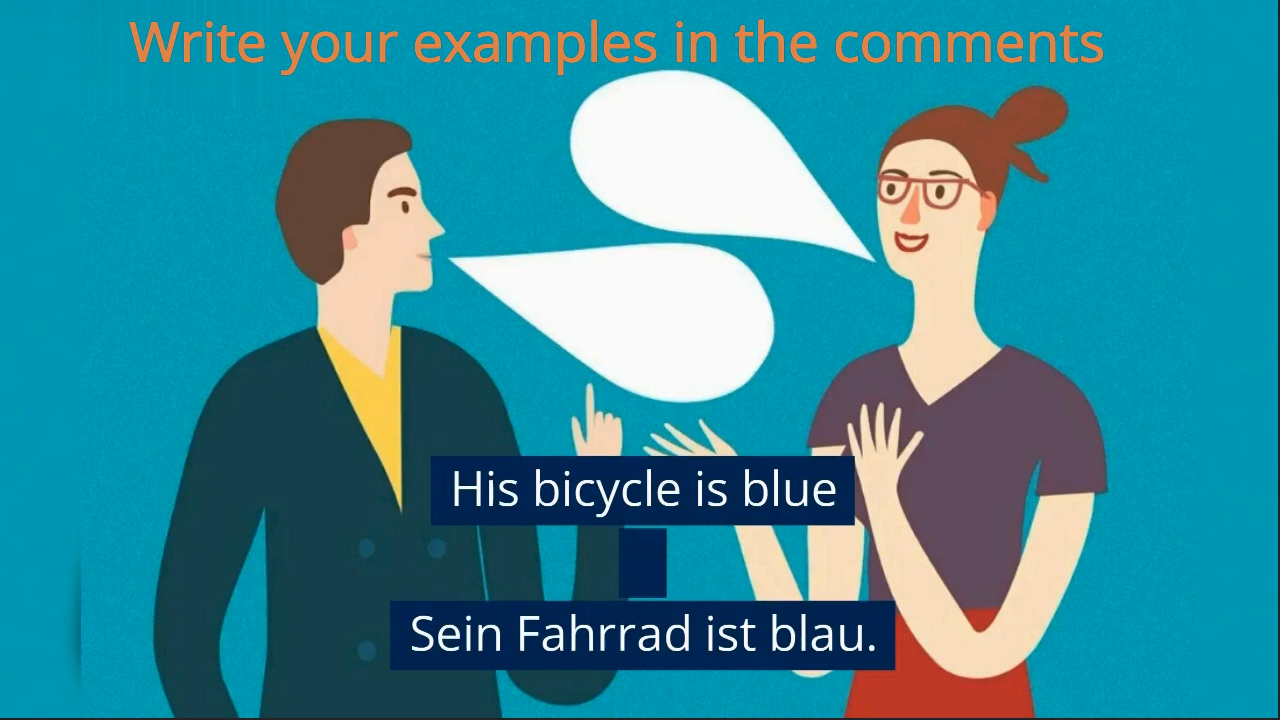 Write your examples in the comments
His bicycle is blue
Sein Fahrrad ist blau.